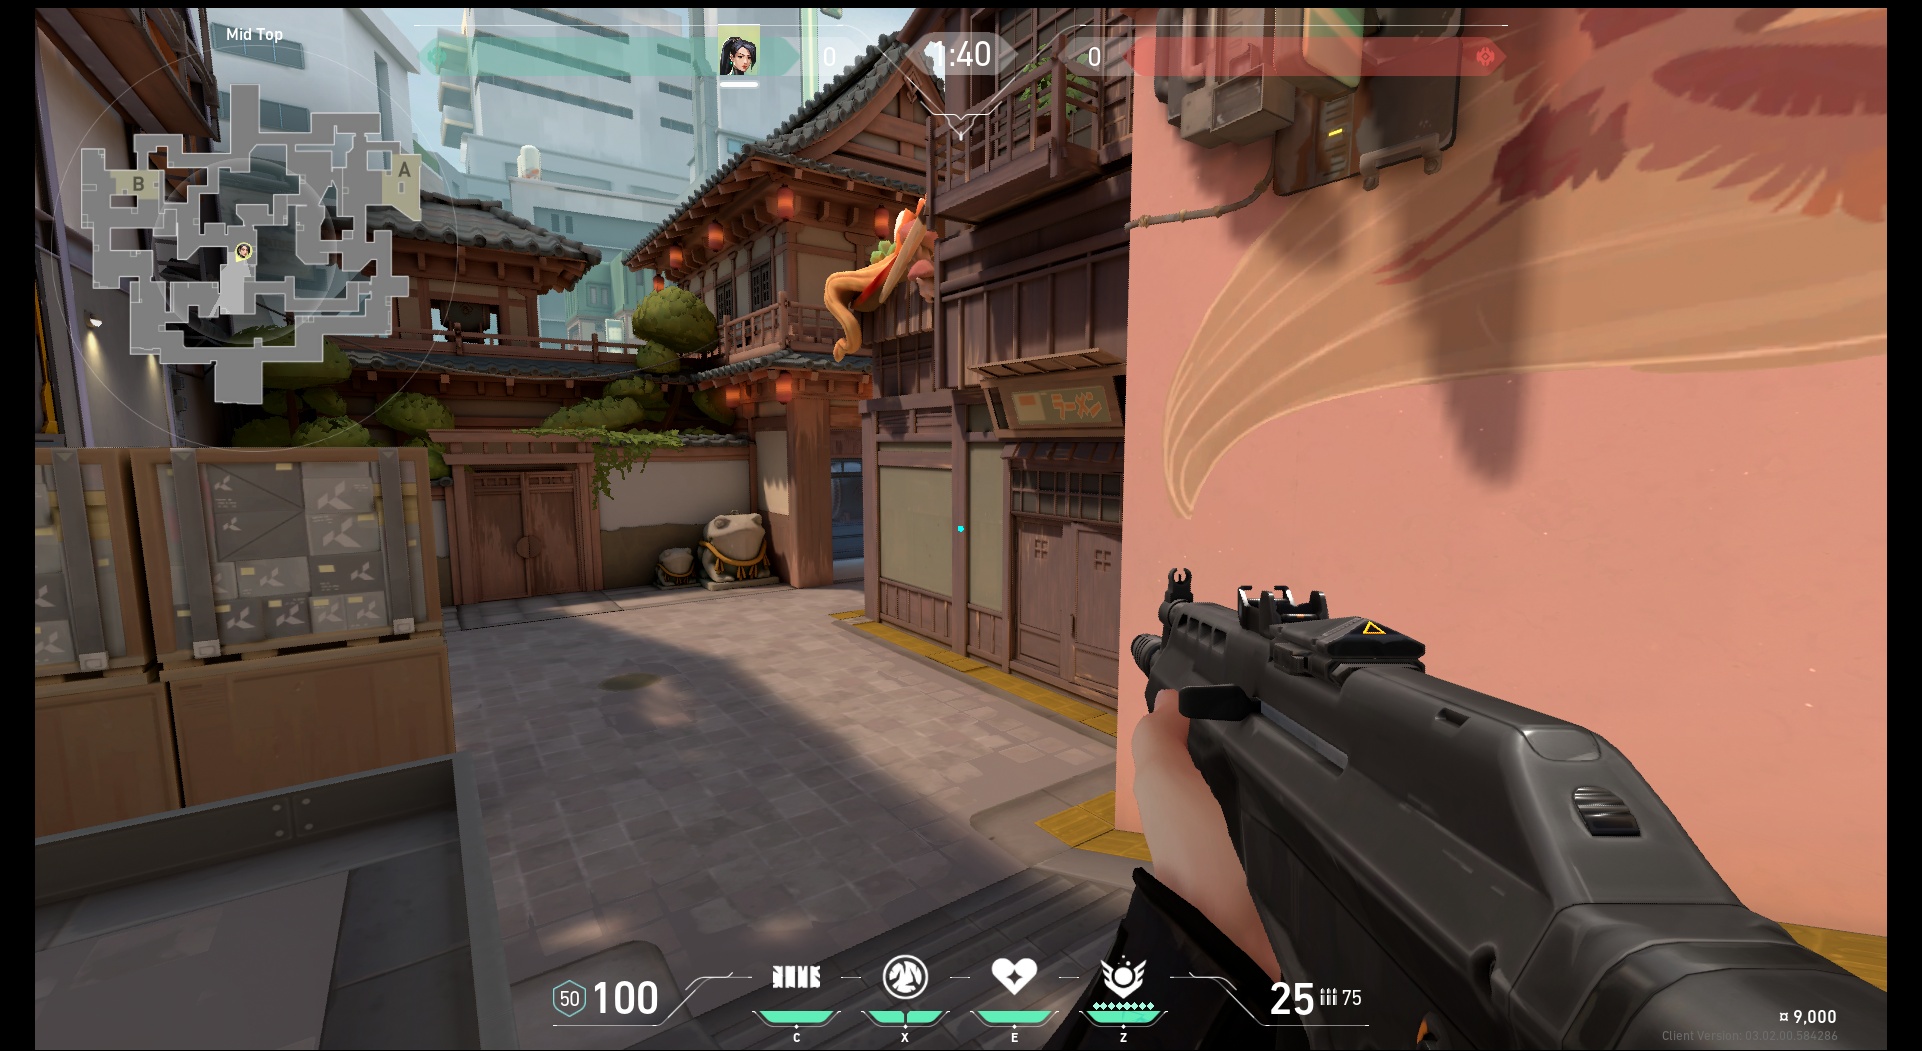 Mid Top
0
1:40
0
B
A
ラーメン
50
100
25
75
C
X
E
Z
¤ 9,000
Client Version: 03.02.00.584286